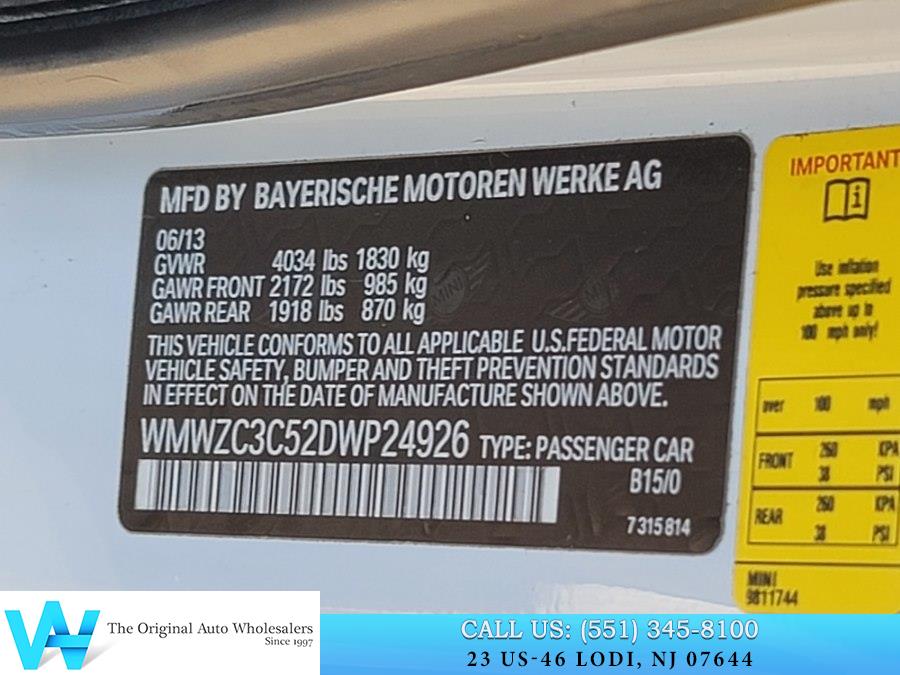 MFD BY BAYERISCHE MOTOREN WERKE AG
06/13
GVWR 4034 lbs 1830 kg
GAWR FRONT 2172 lbs 985 kg
GAWR REAR 1918 lbs 870 kg
THIS VEHICLE CONFORMS TO ALL APPLICABLE U.S.FEDERAL MOTOR
VEHICLE SAFETY, BUMPER AND THEFT PREVENTION STANDARDS
IN EFFECT ON THE DATE OF MANUFACTURE SHOWN ABOVE.
WMWZC3C52DWP24926 TYPE: PASSENGER CAR
B15/0
7315814
IMPORTANT
Use inflation
pressure specified
above up to
100 mph only!
over 100 mph
FRONT 260 KPA
38 PSI
REAR 260 KPA
38 PSI
MINI
9811744
The Original Auto Wholesalers
Since 1997
CALL US: (551) 345-8100
23 US-46 LODI, NJ 07644